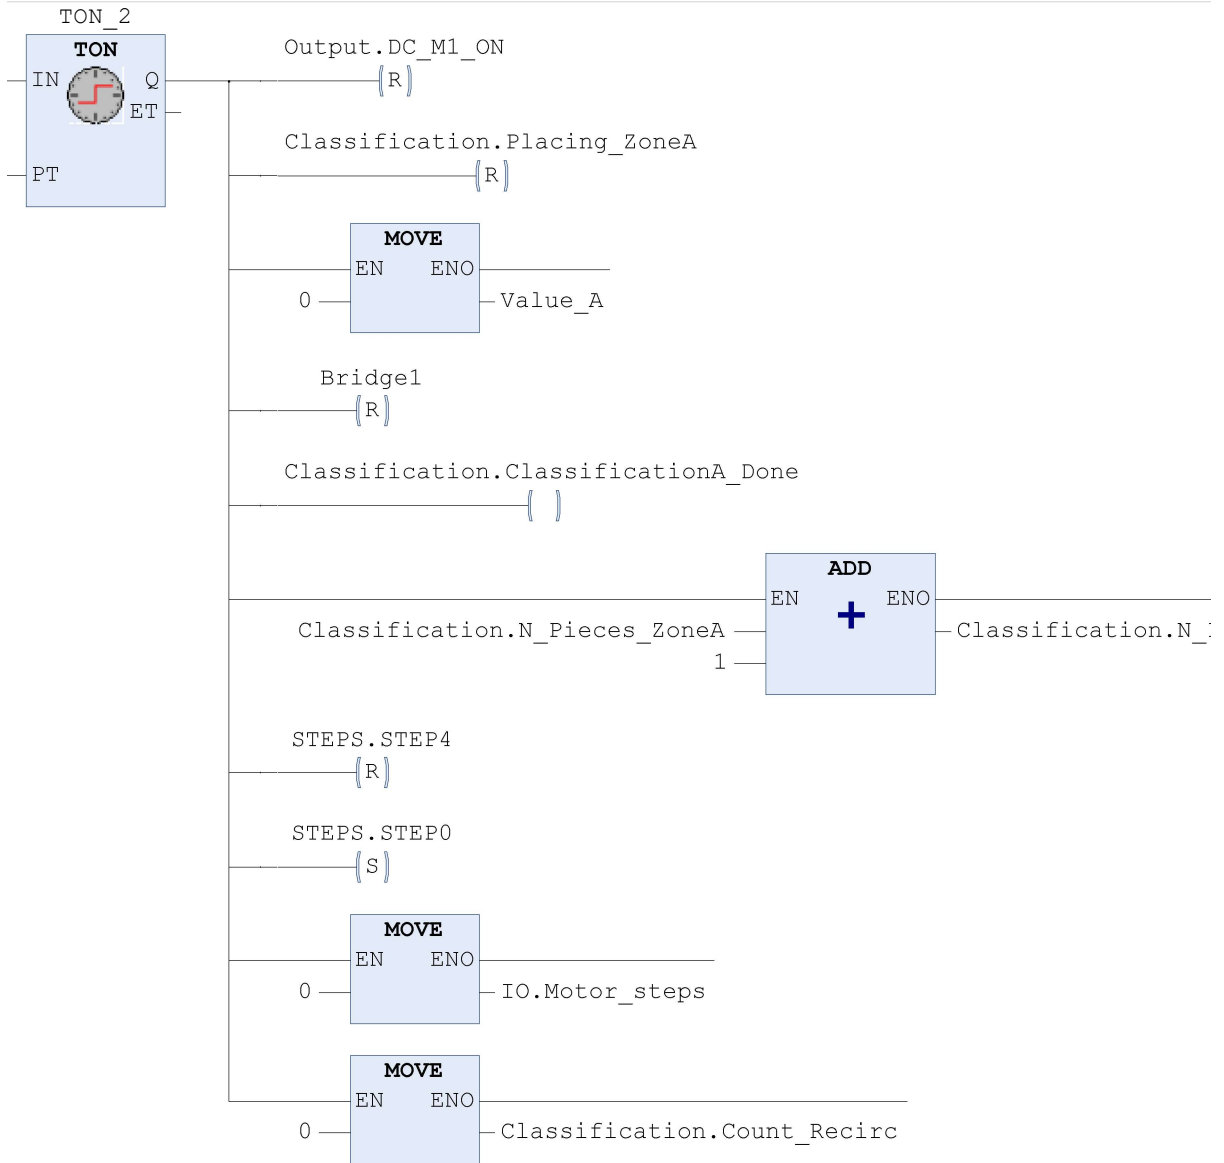 TON_2
TON
IN Q
ET
PT
Output.DC_M1_ON
R
Classification.Placing_ZoneA
R
MOVE
EN ENO
0 Value_A
Bridge1
R
Classification.ClassificationA_Done
ADD
EN ENO
Classification.N_Pieces_ZoneA
Classification.N_
1
STEPS.STEP4
R
STEPS.STEP0
S
MOVE
EN ENO
0 IO.Motor_steps
MOVE
EN ENO
0 Classification.Count_Recirc